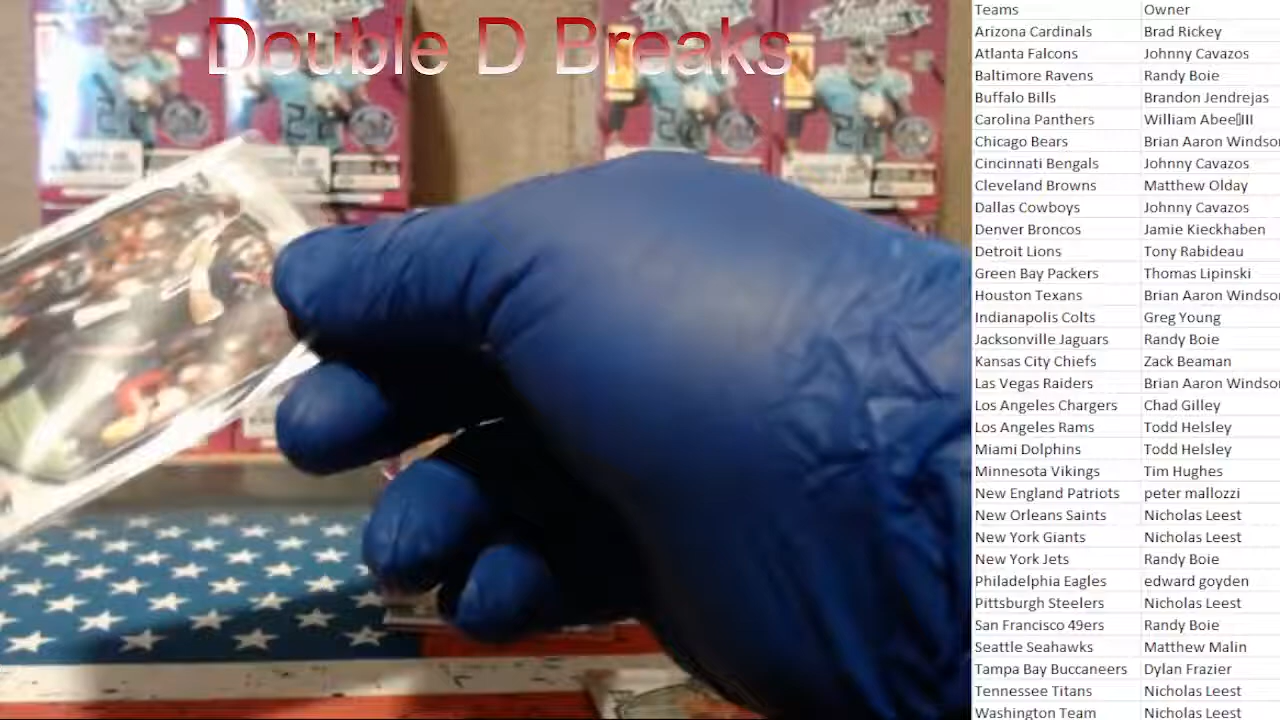 Double D Breaks
Teams Owner
Arizona Cardinals Brad Rickey
Atlanta Falcons Johnny Cavazos
Baltimore Ravens Randy Boie
Buffalo Bills Brandon Jendrejas
Carolina Panthers William Abee▯III
Chicago Bears Brian Aaron Windsor
Cincinnati Bengals Johnny Cavazos
Cleveland Browns Matthew Olday
Dallas Cowboys Johnny Cavazos
Denver Broncos Jamie Kieckhaben
Detroit Lions Tony Rabideau
Green Bay Packers Thomas Lipinski
Houston Texans Brian Aaron Windsor
Indianapolis Colts Greg Young
Jacksonville Jaguars Randy Boie
Kansas City Chiefs Zack Beaman
Las Vegas Raiders Brian Aaron Windsor
Los Angeles Chargers Chad Gilley
Los Angeles Rams Todd Helsley
Miami Dolphins Todd Helsley
Minnesota Vikings Tim Hughes
New England Patriots peter mallozzi
New Orleans Saints Nicholas Leest
New York Giants Nicholas Leest
New York Jets Randy Boie
Philadelphia Eagles edward goyden
Pittsburgh Steelers Nicholas Leest
San Francisco 49ers Randy Boie
Seattle Seahawks Matthew Malin
Tampa Bay Buccaneers Dylan Frazier
Tennessee Titans Nicholas Leest
Washington Team Nicholas Leest